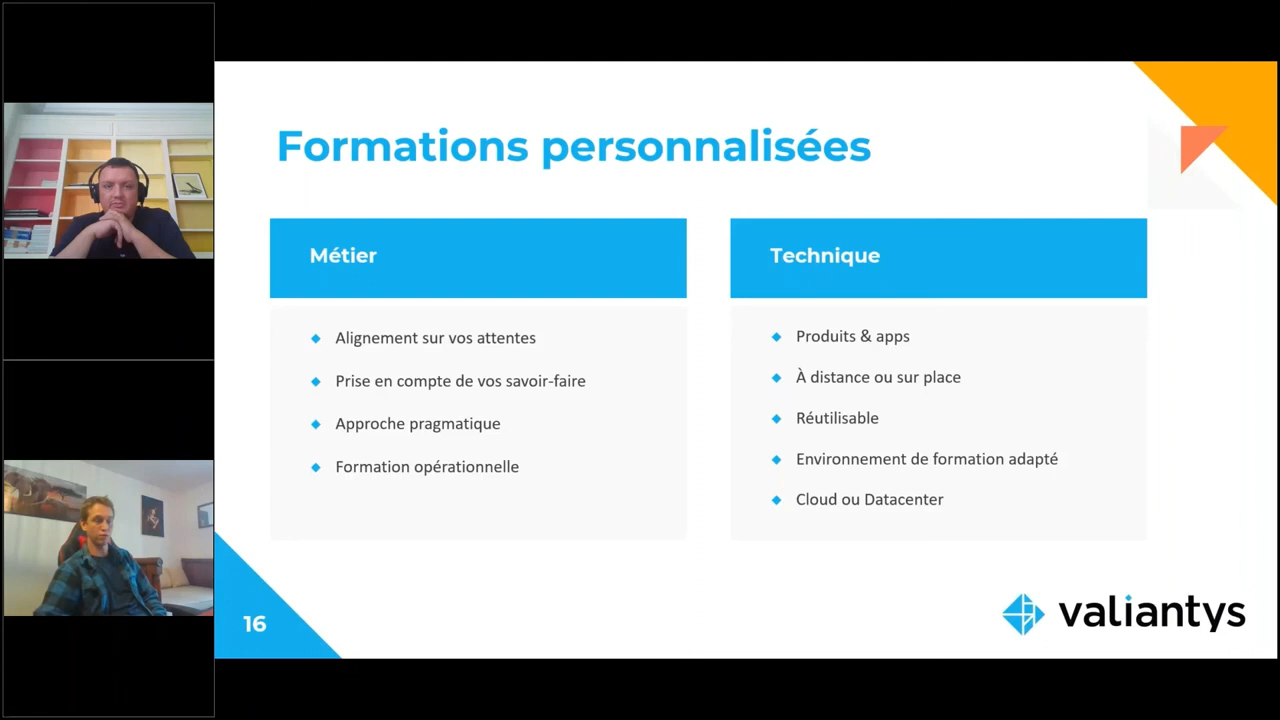 Formations personnalisées
Métier
Alignement sur vos attentes
Prise en compte de vos savoir-faire
Approche pragmatique
Formation opérationnelle
Technique
Produits & apps
À distance ou sur place
Réutilisable
Environnement de formation adapté
Cloud ou Datacenter
16
valiantys